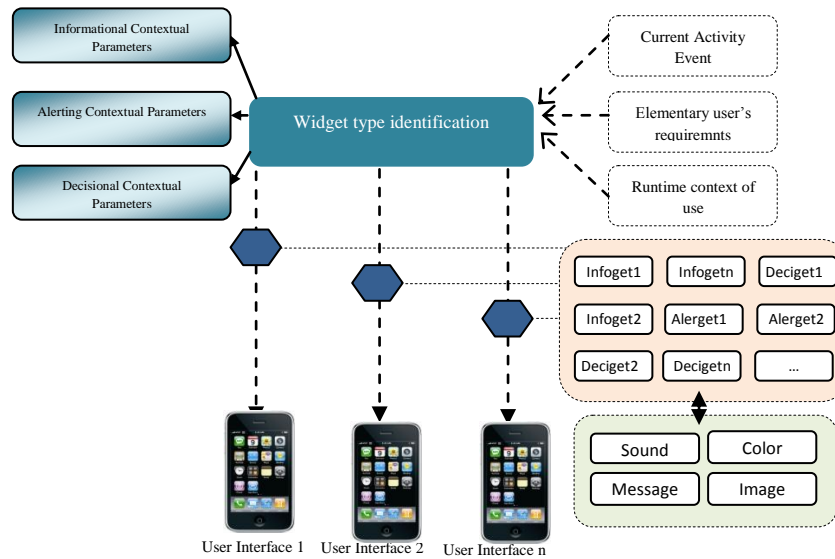 Informational Contextual
Parameters
Alerting Contextual Parameters
Decisional Contextual
Parameters
Widget type identification
Current Activity
Event
Elementary user's
requiremnts
Runtime context of
use
Infoget1
Infogetn
Deciget1
Infoget2
Alerget1
Alerget2
Deciget2
Decigetn
...
Sound
Color
Message
Image
User Interface 1
User Interface 2
User Interface n